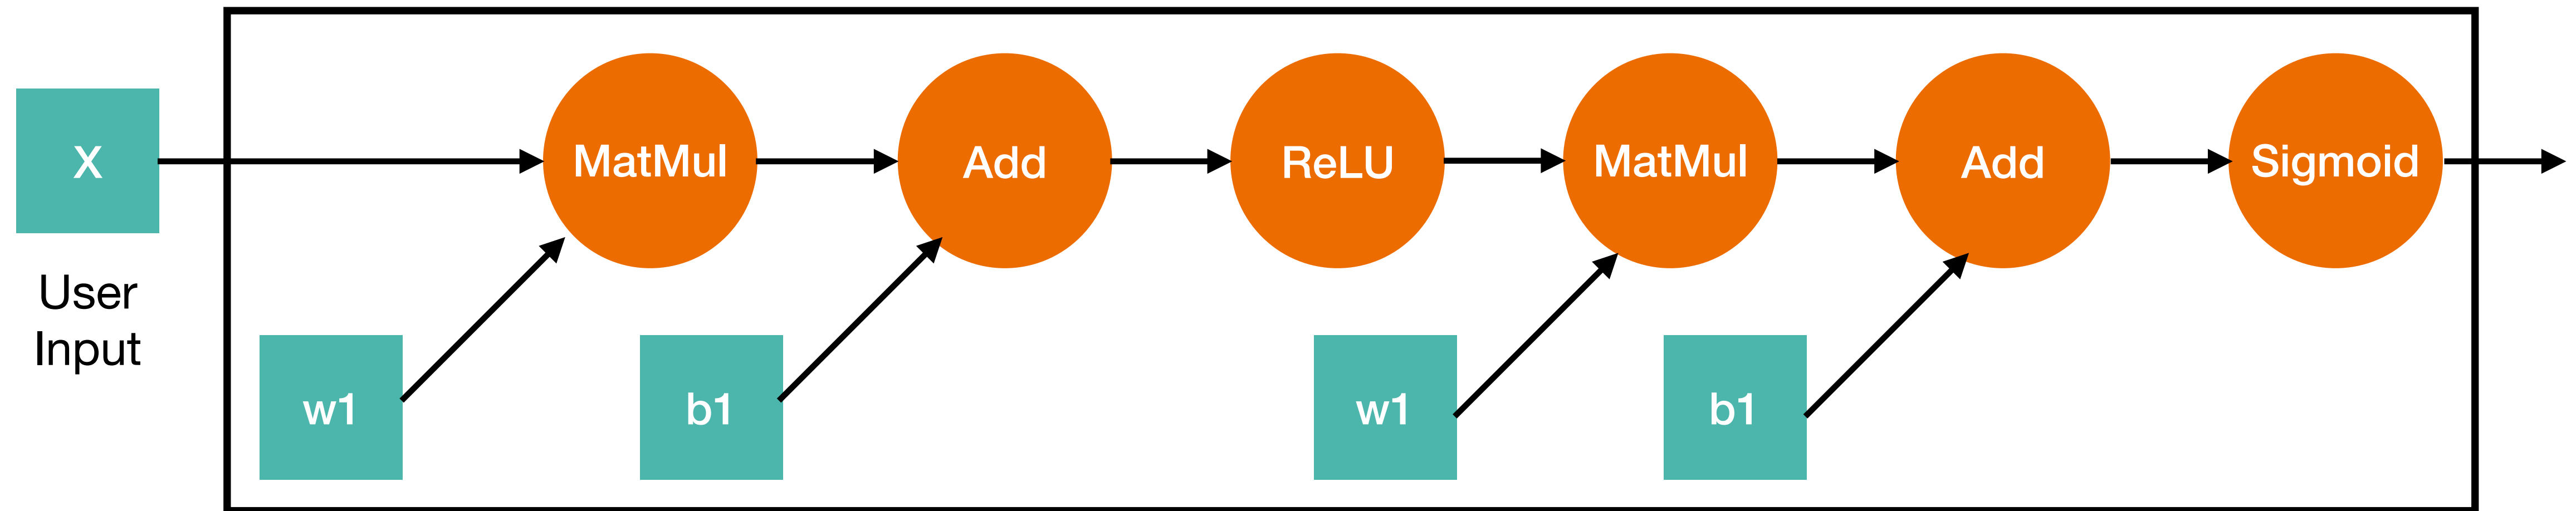 X
MatMul
Add
ReLU
MatMul
Add
Sigmoid
User
Input
w1
b1
w1
b1